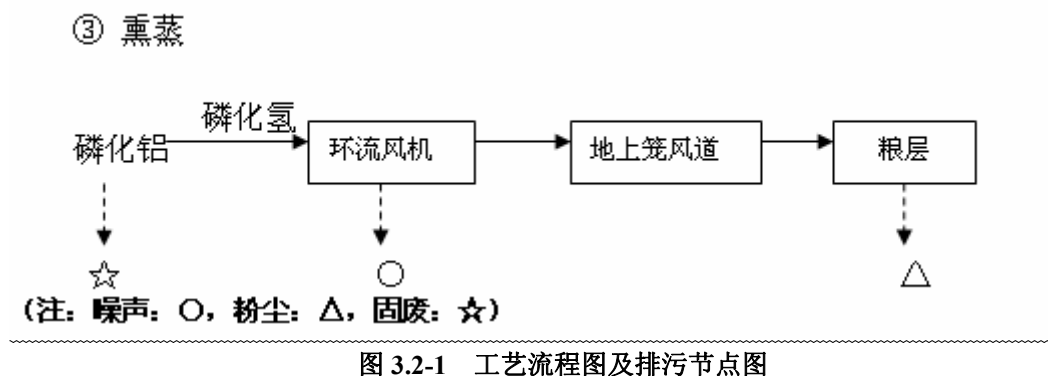 ③ 熏蒸
磷化氢
磷化铝
环流风机
地上笼风道
粮层
☆
○
△
(注：噪声：○，粉尘：△，固废：☆)
图 3.2-1 工艺流程图及排污节点图